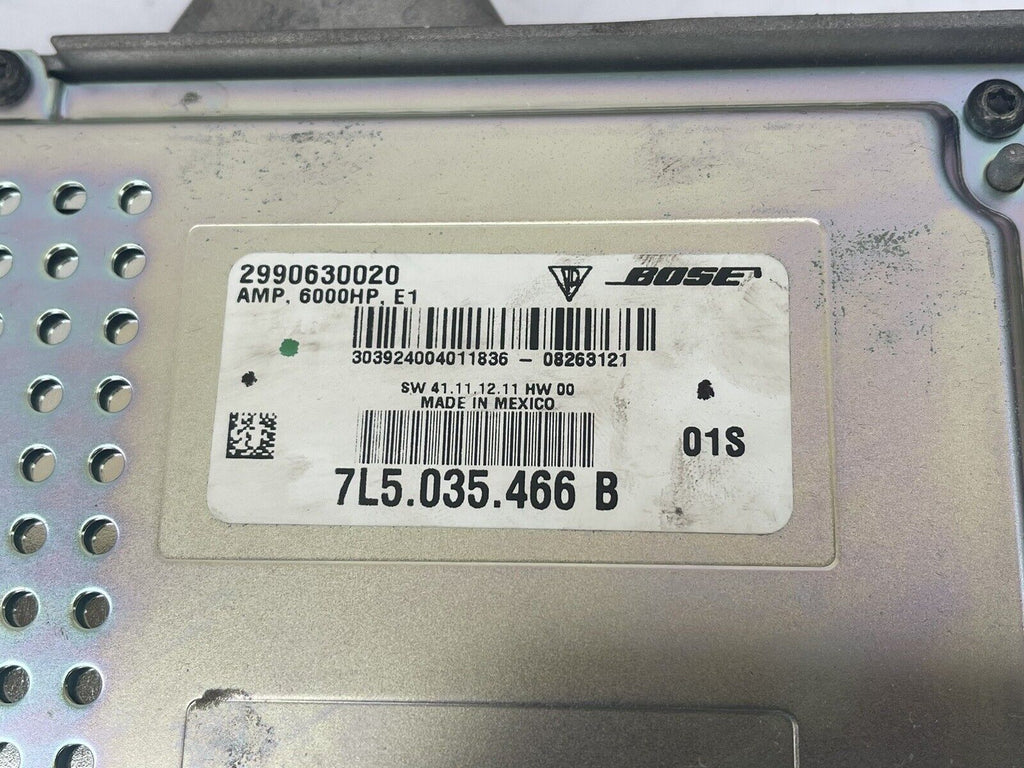 2990630020
BOSE
AMP, 6000HP, E1
303924004011836 - 08263121
SW 41.11.12.11 HW 00
MADE IN MEXICO
01S
7L5.035.466 B